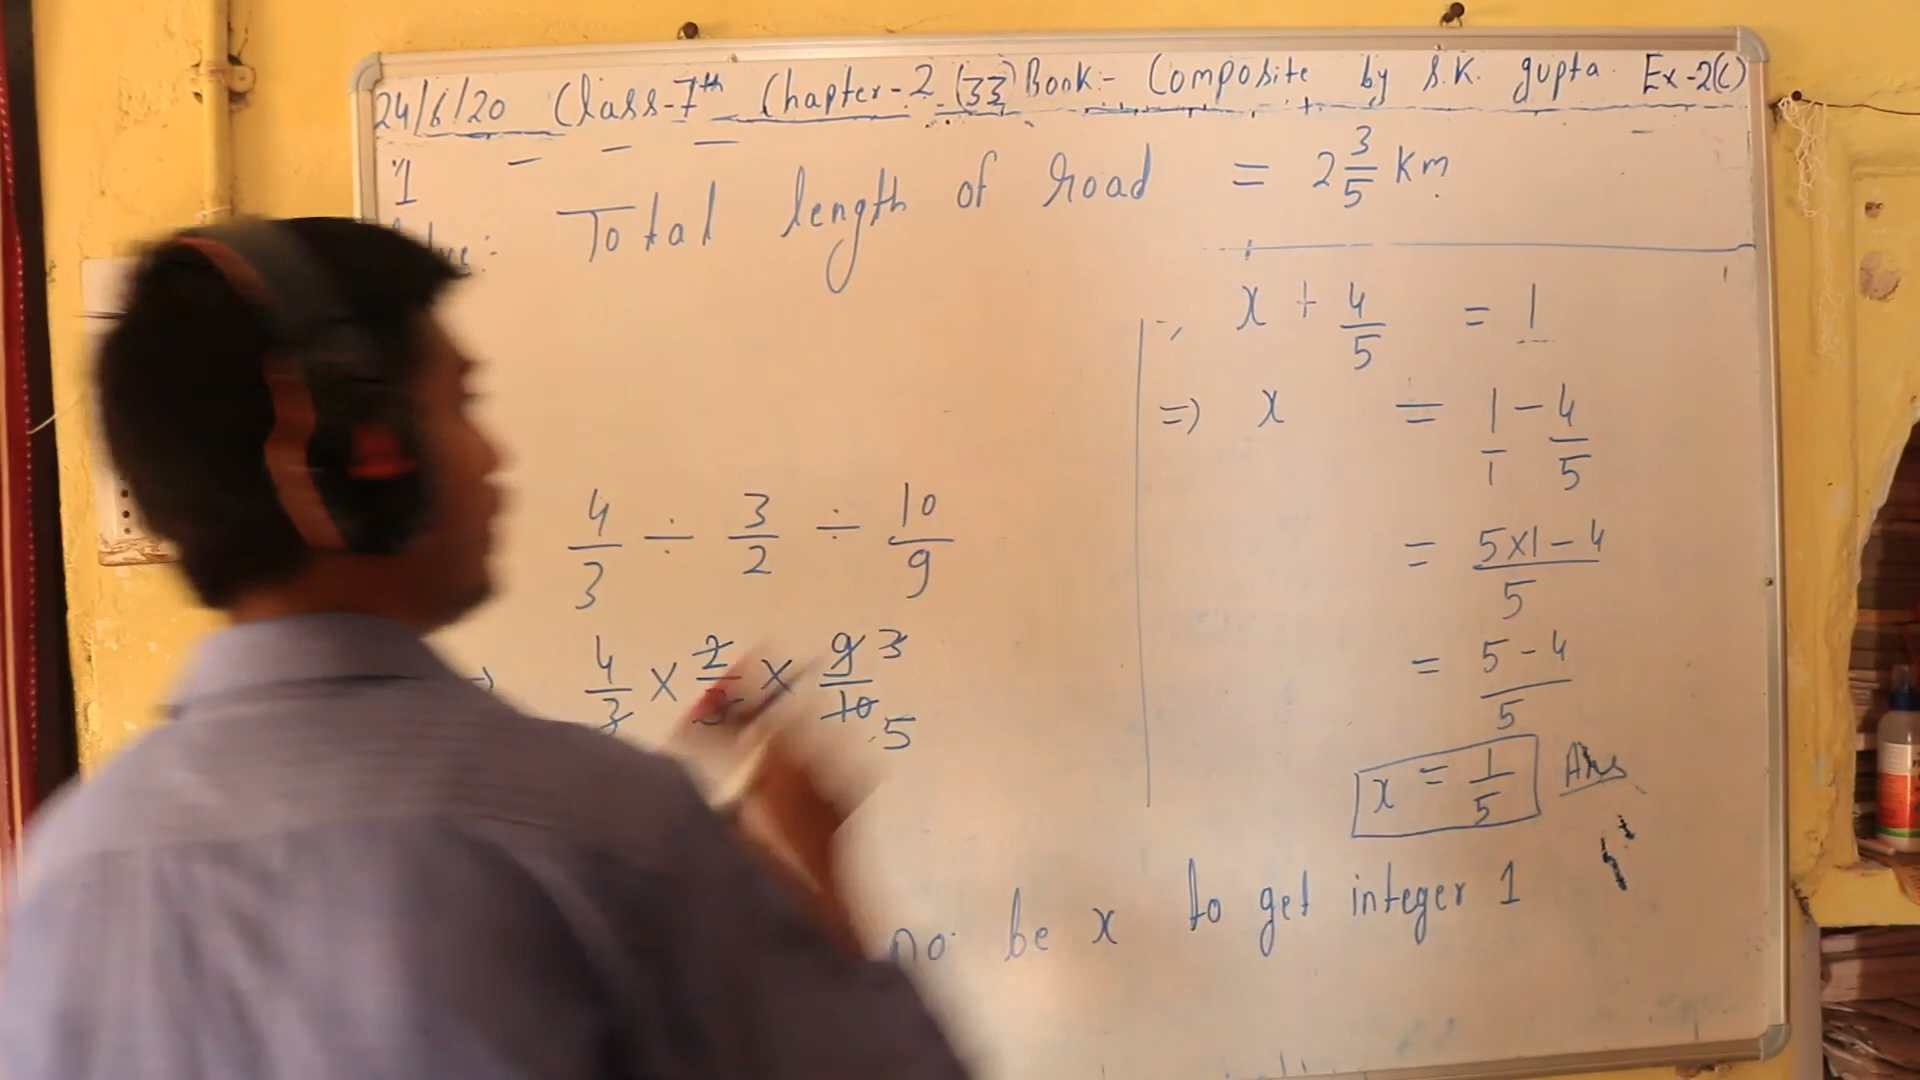 24/6/20 Class-7th Chapter-2 (33) Book:- Composite by S.K. gupta. Ex-2(C)
1
Total length of road = 2 3/5 Km
4/3 ÷ 3/2 ÷ 10/9
4/3 × 2/3 × 9/10 3 5
∴ x + 4/5 = 1
=> x = 1/1 - 4/5
= 5×1-4/5
= 5-4/5
x = 1/5 Ans
no. be x to get integer 1